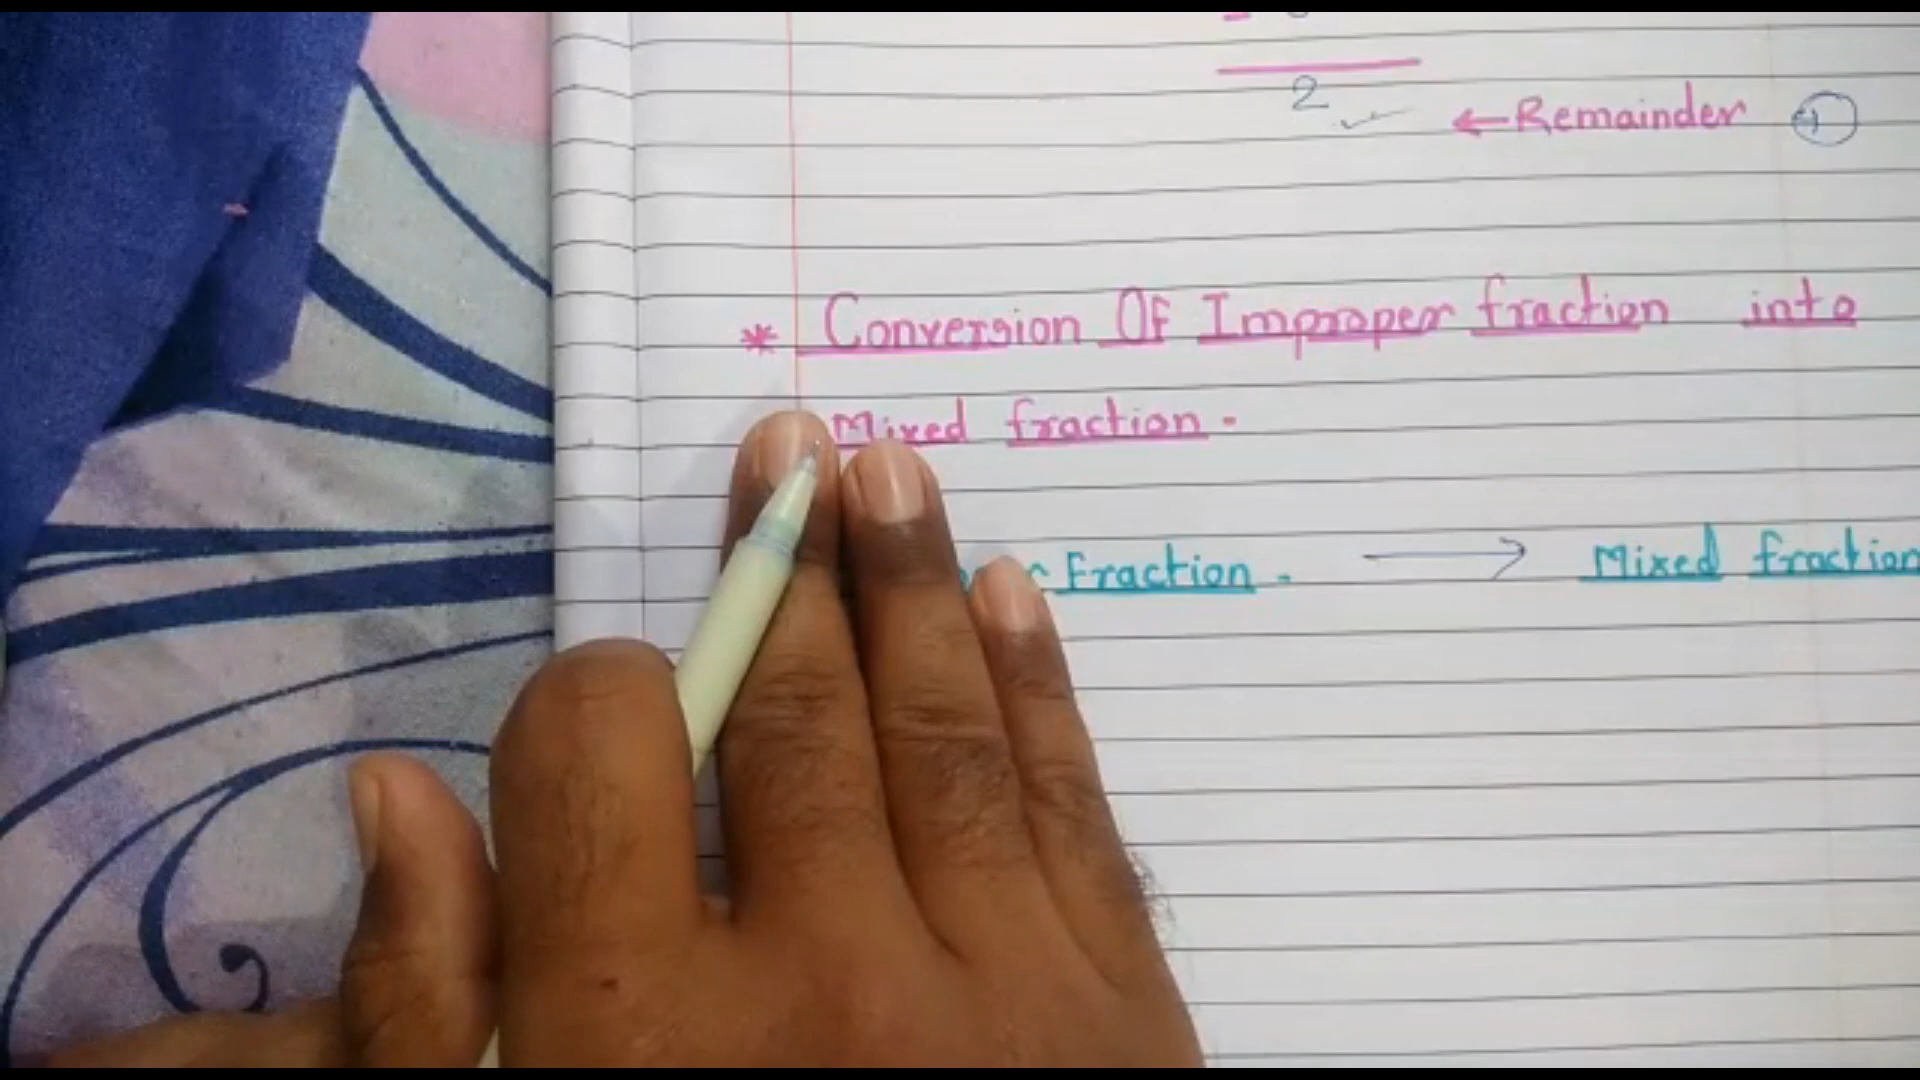 2
← Remainder
* Conversion Of Improper fraction into
Mixed fraction.
Fraction. → Mixed fraction